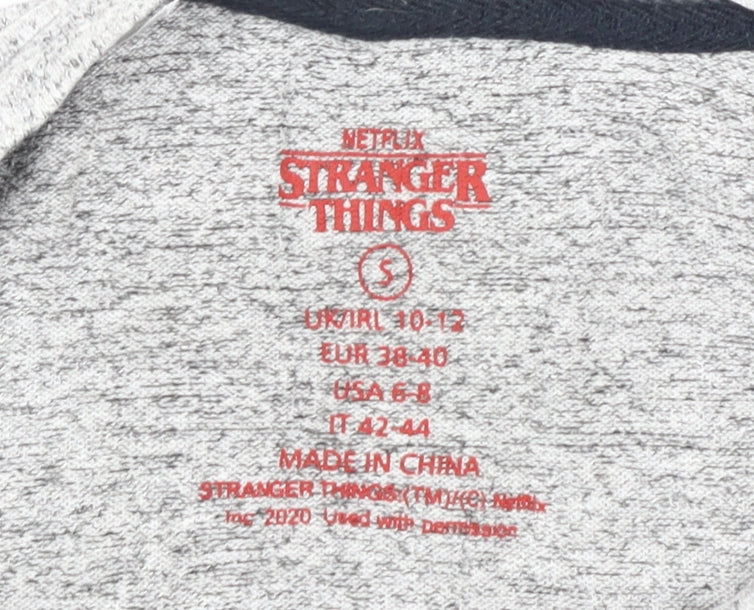 NETFLIX
STRANGER
THINGS
S
UK/IRL 10-12
EUR 38-40
USA 6-8
IT 42-44
MADE IN CHINA
STRANGER THINGS:(TM)/(C) Netflix
Inc 2020 Used with permission